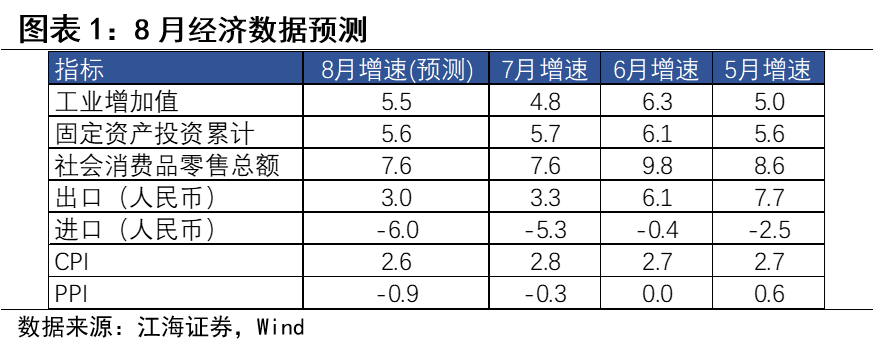 图表1：8月经济数据预测
指标 8月增速(预测) 7月增速 6月增速 5月增速
工业增加值 5.5 4.8 6.3 5.0
固定资产投资累计 5.6 5.7 6.1 5.6
社会消费品零售总额 7.6 7.6 9.8 8.6
出口（人民币） 3.0 3.3 6.1 7.7
进口（人民币） -6.0 -5.3 -0.4 -2.5
CPI 2.6 2.8 2.7 2.7
PPI -0.9 -0.3 0.0 0.6
数据来源：江海证券，Wind